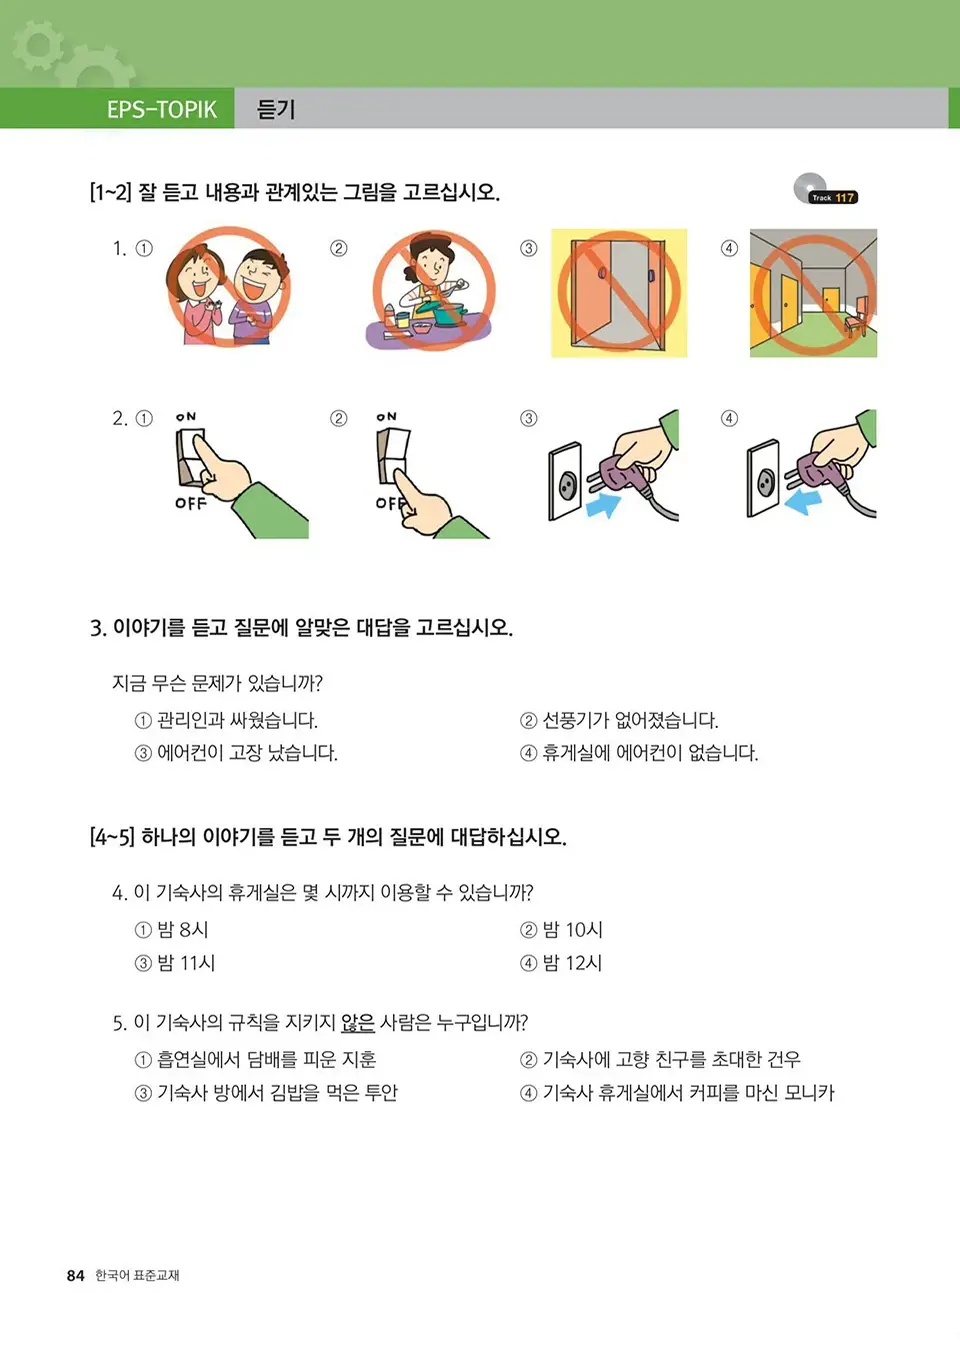 EPS-TOPIK 듣기
[1~2] 잘 듣고 내용과 관계있는 그림을 고르십시오.
Track 117
1. ① ② ③ ④
2. ① ② ③ ④
ON ON
OFF OFF
3. 이야기를 듣고 질문에 알맞은 대답을 고르십시오.
지금 무슨 문제가 있습니까?
① 관리인과 싸웠습니다. ② 선풍기가 없어졌습니다.
③ 에어컨이 고장 났습니다. ④ 휴게실에 에어컨이 없습니다.
[4~5] 하나의 이야기를 듣고 두 개의 질문에 대답하십시오.
4. 이 기숙사의 휴게실은 몇 시까지 이용할 수 있습니까?
① 밤 8시 ② 밤 10시
③ 밤 11시 ④ 밤 12시
5. 이 기숙사의 규칙을 지키지 않은 사람은 누구입니까?
① 흡연실에서 담배를 피운 지훈 ② 기숙사에 고향 친구를 초대한 건우
③ 기숙사 방에서 김밥을 먹은 투안 ④ 기숙사 휴게실에서 커피를 마신 모니카
84 한국어 표준교재